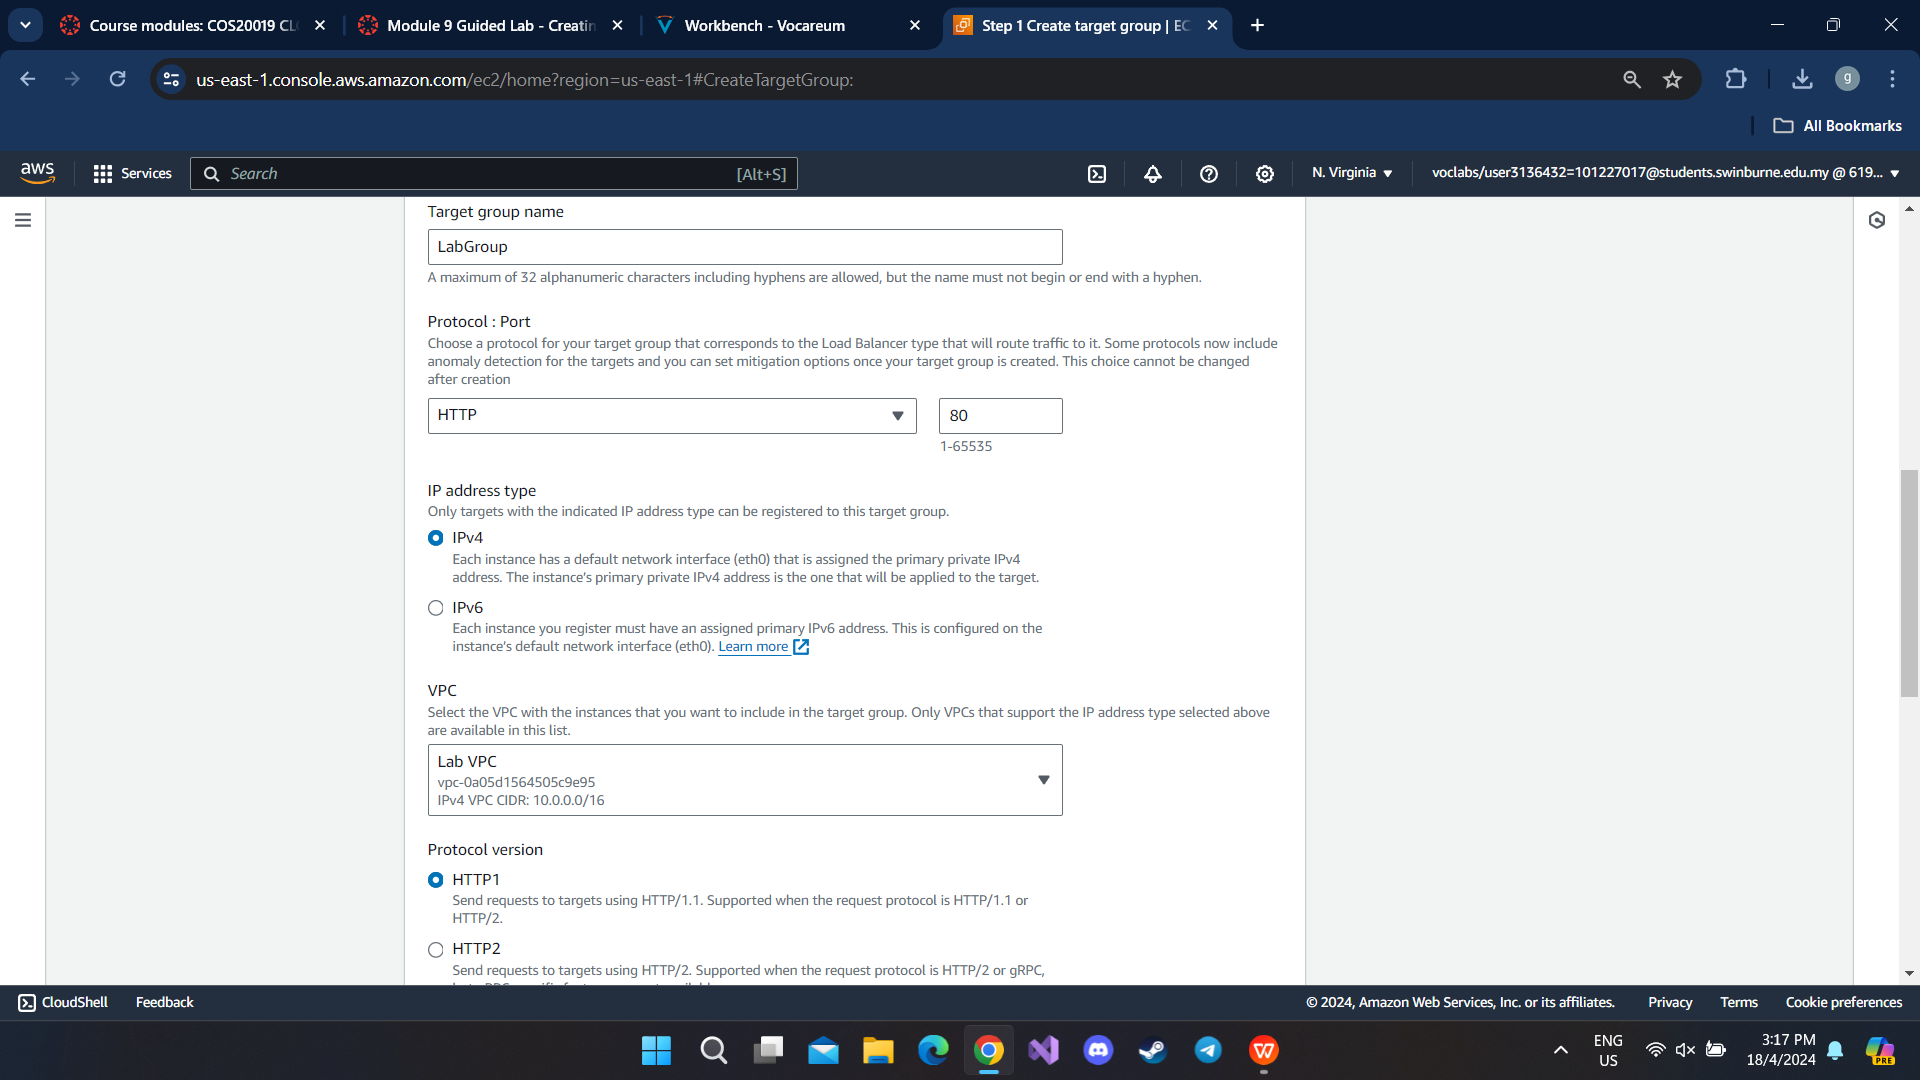 Course modules: COS20019 CL
Module 9 Guided Lab - Creatin
Workbench - Vocareum
Step 1 Create target group | EC
us-east-1.console.aws.amazon.com/ec2/home?region=us-east-1#CreateTargetGroup:
g
All Bookmarks
aws
Services
Search
[Alt+S]
N. Virginia
voclabs/user3136432=101227017@students.swinburne.edu.my @ 619...
Target group name
LabGroup
A maximum of 32 alphanumeric characters including hyphens are allowed, but the name must not begin or end with a hyphen.
Protocol : Port
Choose a protocol for your target group that corresponds to the Load Balancer type that will route traffic to it. Some protocols now include
anomaly detection for the targets and you can set mitigation options once your target group is created. This choice cannot be changed
after creation
HTTP
80
1-65535
IP address type
Only targets with the indicated IP address type can be registered to this target group.
IPv4
Each instance has a default network interface (eth0) that is assigned the primary private IPv4
address. The instance's primary private IPv4 address is the one that will be applied to the target.
IPv6
Each instance you register must have an assigned primary IPv6 address. This is configured on the
instance's default network interface (eth0). Learn more
VPC
Select the VPC with the instances that you want to include in the target group. Only VPCs that support the IP address type selected above
are available in this list.
Lab VPC
vpc-0a05d1564505c9e95
IPv4 VPC CIDR: 10.0.0.0/16
Protocol version
HTTP1
Send requests to targets using HTTP/1.1. Supported when the request protocol is HTTP/1.1 or
HTTP/2.
HTTP2
Send requests to targets using HTTP/2. Supported when the request protocol is HTTP/2 or gRPC,
CloudShell
Feedback
© 2024, Amazon Web Services, Inc. or its affiliates.
Privacy
Terms
Cookie preferences
ENG
US
3:17 PM
18/4/2024
PRE